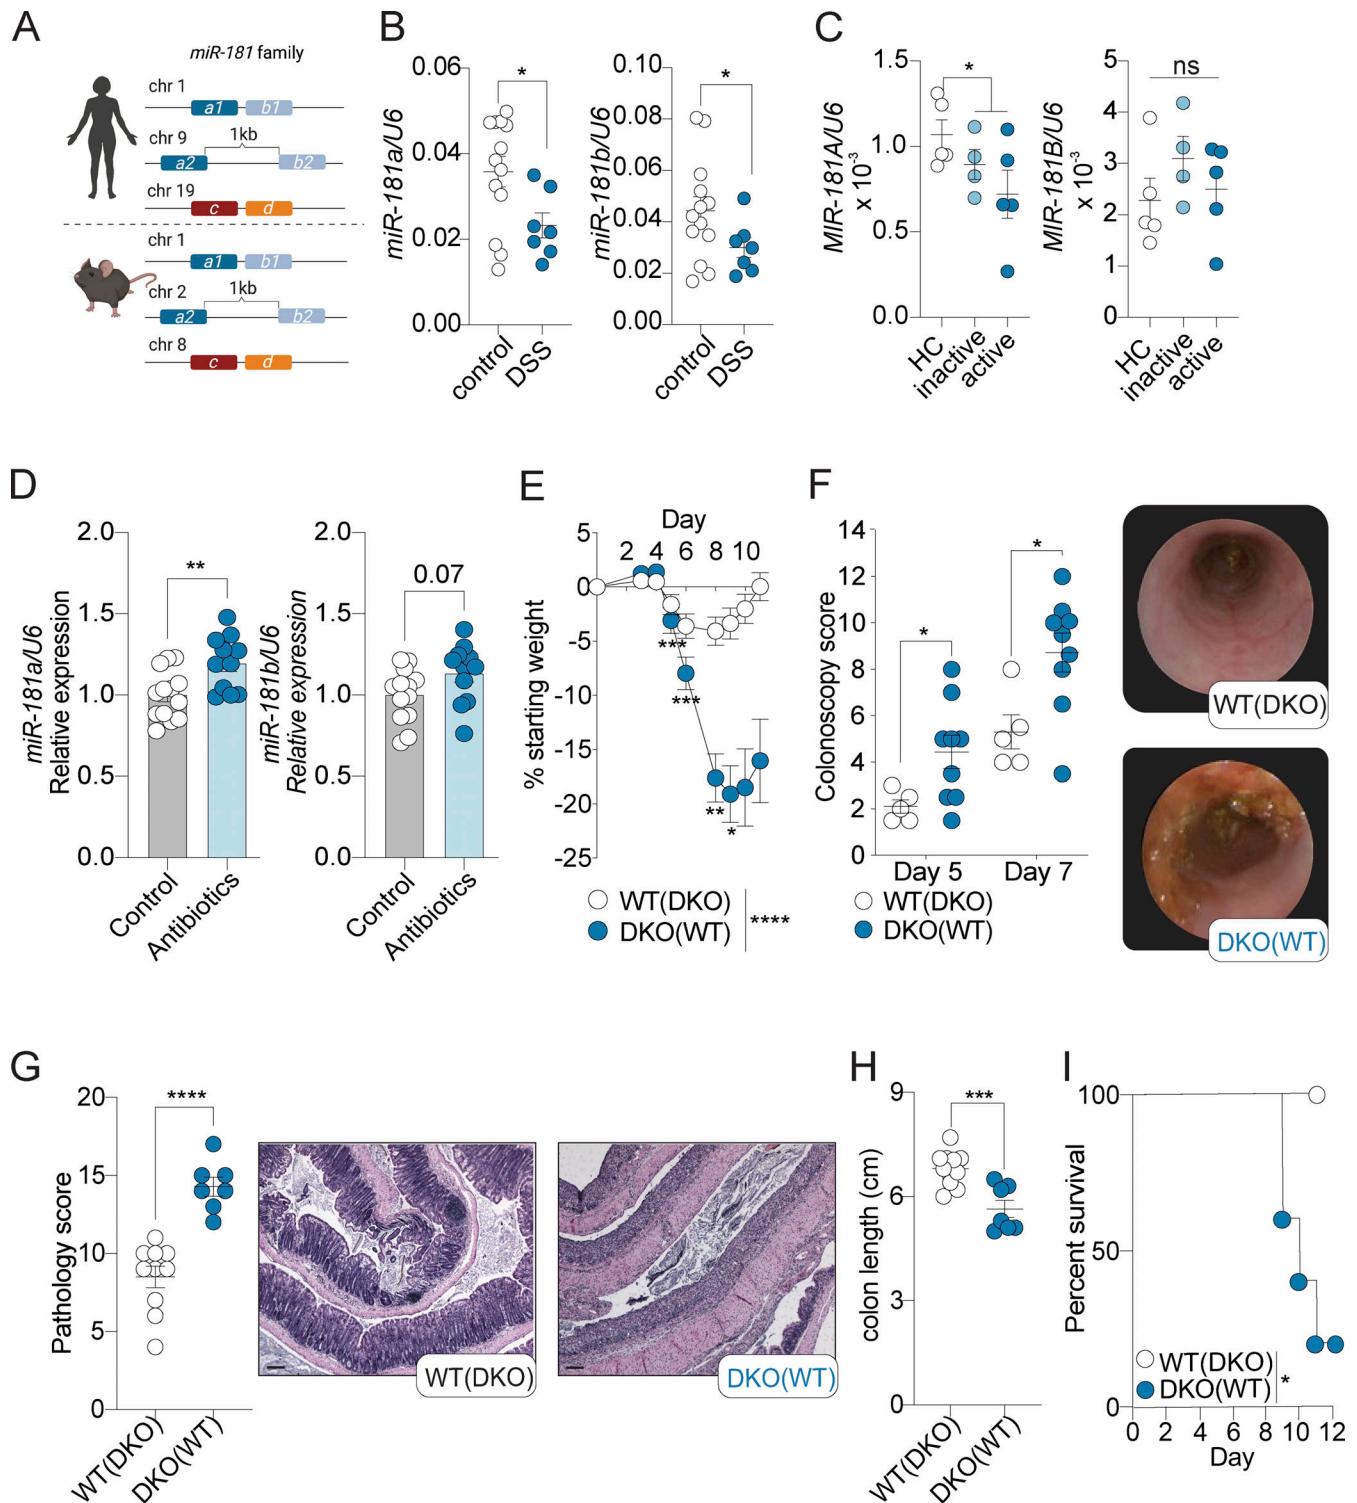 A
miR-181 family
chr 1
a1 b1
chr 9
1kb
a2 b2
chr 19
c d
chr 1
a1 b1
chr 2
1kb
a2 b2
chr 8
c d
B
miR-181a/U6
0.06
0.04
0.02
0.00
*
control
DSS
miR-181b/U6
0.10
0.08
0.06
0.04
0.02
0.00
*
control
DSS
C
MIR-181A/U6
x 10-3
1.5
1.0
0.5
0.0
*
HC
inactive
active
MIR-181B/U6
x 10-3
5
4
3
2
1
0
ns
HC
inactive
active
D
miR-181a/U6
Relative expression
2.0
1.5
1.0
0.5
0.0
**
Control
Antibiotics
miR-181b/U6
Relative expression
2.0
1.5
1.0
0.5
0.0
0.07
Control
Antibiotics
E
Day
2 4 6 8 10
% starting weight
5
0
-5
-10
-15
-20
-25
***
***
**
*
WT(DKO)
DKO(WT)
****
F
Colonoscopy score
14
12
10
8
6
4
2
0
*
*
Day 5 Day 7
WT(DKO)
DKO(WT)
WT(DKO)
DKO(WT)
G
Pathology score
20
15
10
5
0
****
WT(DKO)
DKO(WT)
WT(DKO)
DKO(WT)
H
colon length (cm)
9
6
3
0
***
WT(DKO)
DKO(WT)
I
Percent survival
100
50
0
WT(DKO)
DKO(WT)
*
0 2 4 6 8 10 12
Day